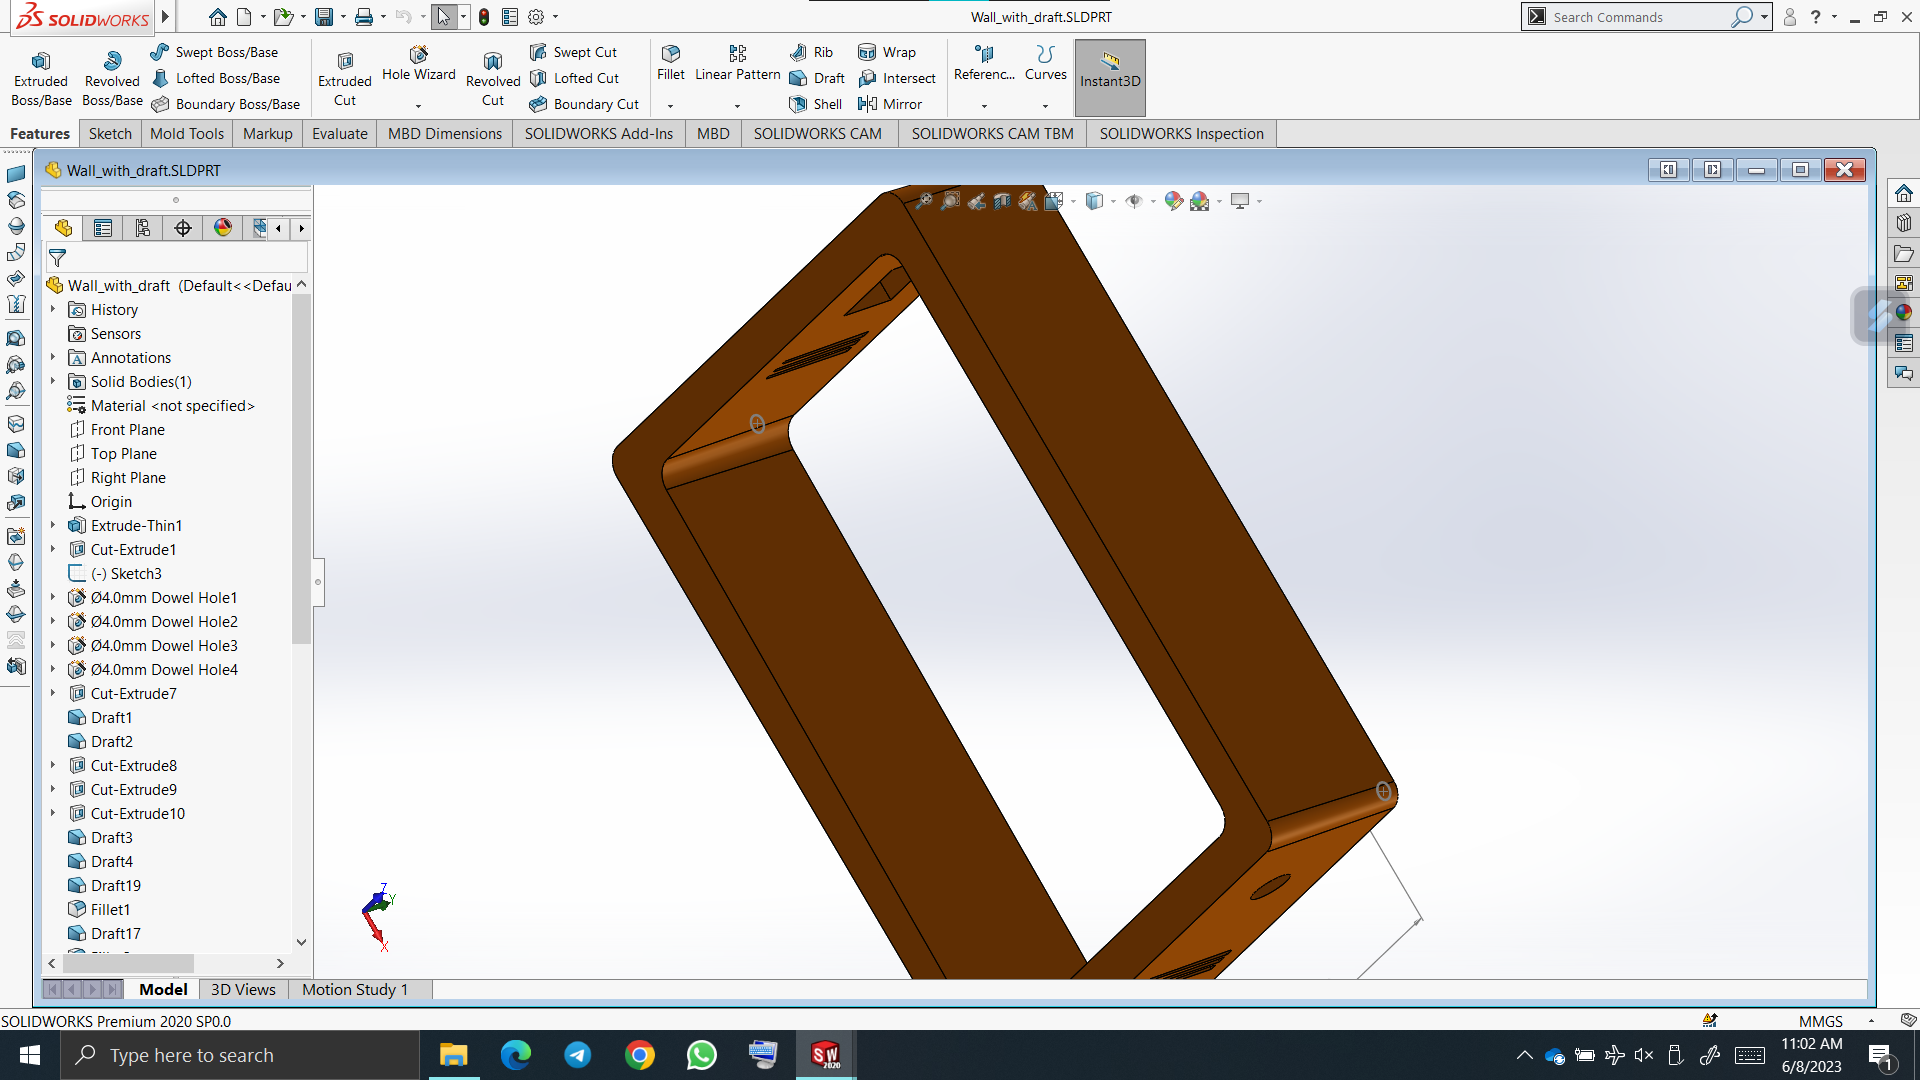 SOLIDWORKS
Wall_with_draft.SLDPRT
Search Commands
Extruded Boss/Base
Revolved Boss/Base
Swept Boss/Base
Lofted Boss/Base
Boundary Boss/Base
Extruded Cut
Hole Wizard
Revolved Cut
Swept Cut
Lofted Cut
Boundary Cut
Fillet
Linear Pattern
Rib
Draft
Shell
Wrap
Intersect
Mirror
Referenc...
Curves
Instant3D
Features
Sketch
Mold Tools
Markup
Evaluate
MBD Dimensions
SOLIDWORKS Add-Ins
MBD
SOLIDWORKS CAM
SOLIDWORKS CAM TBM
SOLIDWORKS Inspection
Wall_with_draft.SLDPRT
Wall_with_draft (Default<<Defau
History
Sensors
Annotations
Solid Bodies(1)
Material <not specified>
Front Plane
Top Plane
Right Plane
Origin
Extrude-Thin1
Cut-Extrude1
(-) Sketch3
Ø4.0mm Dowel Hole1
Ø4.0mm Dowel Hole2
Ø4.0mm Dowel Hole3
Ø4.0mm Dowel Hole4
Cut-Extrude7
Draft1
Draft2
Cut-Extrude8
Cut-Extrude9
Cut-Extrude10
Draft3
Draft4
Draft19
Fillet1
Draft17
Z
Y
X
Model
3D Views
Motion Study 1
SOLIDWORKS Premium 2020 SP0.0
MMGS
Type here to search
SW
2020
11:02 AM
6/8/2023
1